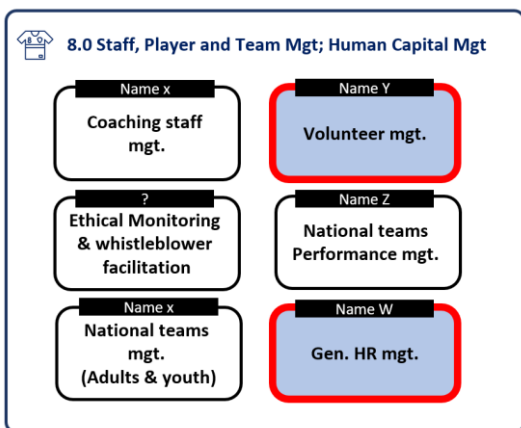 8.0 Staff, Player and Team Mgt; Human Capital Mgt
Name x
Coaching staff
mgt.
Name Y
Volunteer mgt.
?
Ethical Monitoring
& whistleblower
facilitation
Name Z
National teams
Performance mgt.
Name x
National teams
mgt.
(Adults & youth)
Name W
Gen. HR mgt.